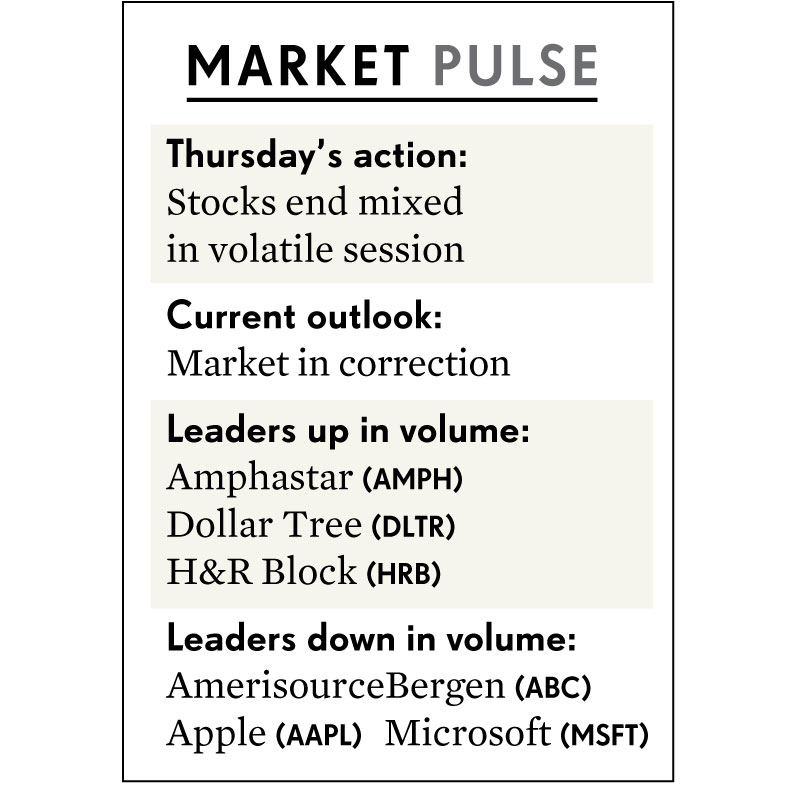 MARKET PULSE
Thursday’s action:
Stocks end mixed
in volatile session
Current outlook:
Market in correction
Leaders up in volume:
Amphastar (AMPH)
Dollar Tree (DLTR)
H&R Block (HRB)
Leaders down in volume:
AmerisourceBergen (ABC)
Apple (AAPL) Microsoft (MSFT)